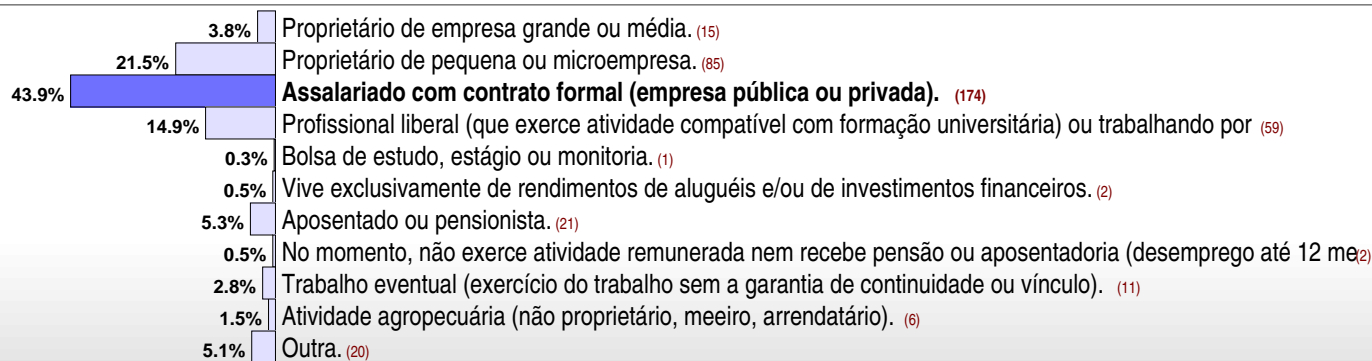 3.8% Proprietário de empresa grande ou média. (15)
21.5% Proprietário de pequena ou microempresa. (85)
43.9% Assalariado com contrato formal (empresa pública ou privada). (174)
14.9% Profissional liberal (que exerce atividade compatível com formação universitária) ou trabalhando por (59)
0.3% Bolsa de estudo, estágio ou monitoria. (1)
0.5% Vive exclusivamente de rendimentos de aluguéis e/ou de investimentos financeiros. (2)
5.3% Aposentado ou pensionista. (21)
0.5% No momento, não exerce atividade remunerada nem recebe pensão ou aposentadoria (desemprego até 12 me (2)
2.8% Trabalho eventual (exercício do trabalho sem a garantia de continuidade ou vínculo). (11)
1.5% Atividade agropecuária (não proprietário, meeiro, arrendatário). (6)
5.1% Outra. (20)